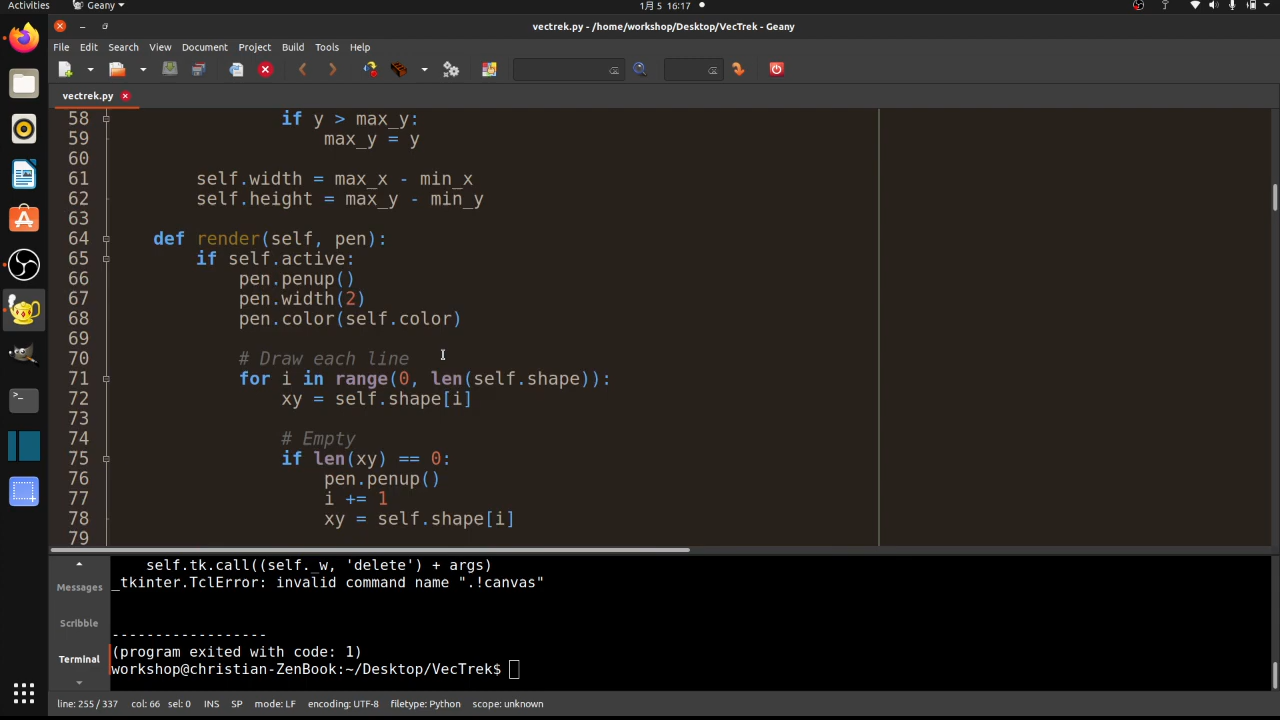 Activities Geany 1月 5 16:17
vectrek.py - /home/workshop/Desktop/VecTrek - Geany
File Edit Search View Document Project Build Tools Help
vectrek.py
58 if y > max_y:
59 max_y = y
60
61 self.width = max_x - min_x
62 self.height = max_y - min_y
63
64 def render(self, pen):
65 if self.active:
66 pen.penup()
67 pen.width(2)
68 pen.color(self.color)
69
70 # Draw each line
71 for i in range(0, len(self.shape)):
72 xy = self.shape[i]
73
74 # Empty
75 if len(xy) == 0:
76 pen.penup()
77 i += 1
78 xy = self.shape[i]
79
Messages
Scribble
Terminal
self.tk.call((self._w, 'delete') + args)
_tkinter.TclError: invalid command name ".!canvas"
------------------
(program exited with code: 1)
workshop@christian-ZenBook:~/Desktop/VecTrek$
line: 255 / 337 col: 66 sel: 0 INS SP mode: LF encoding: UTF-8 filetype: Python scope: unknown